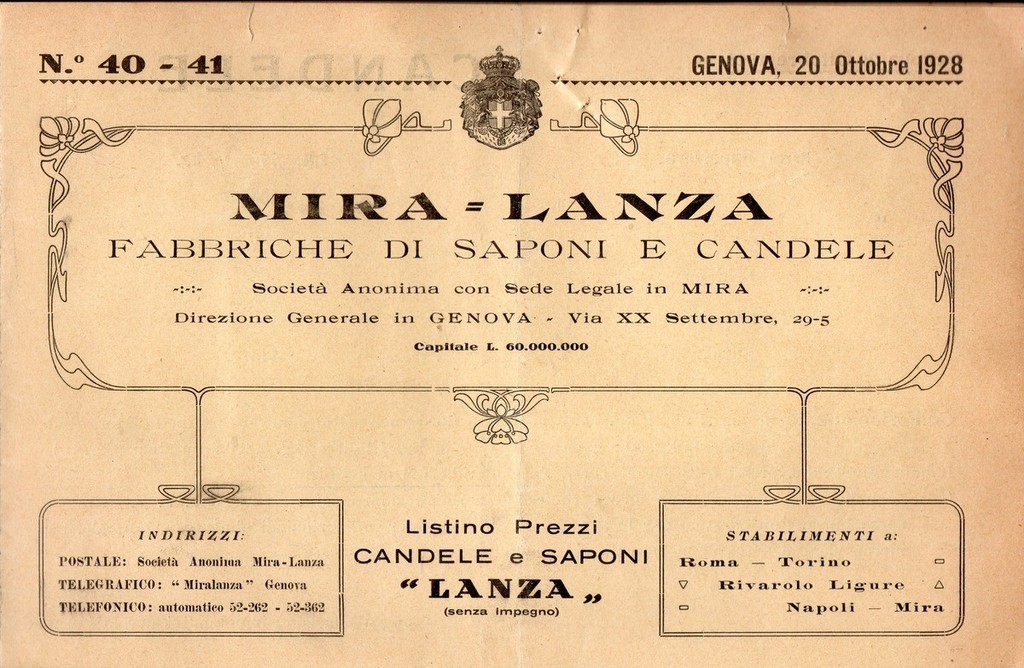 N.º 40 - 41
GENOVA, 20 Ottobre 1928
MIRA - LANZA
FABBRICHE DI SAPONI E CANDELE
-:-:- Società Anonima con Sede Legale in MIRA -:-:-
Direzione Generale in GENOVA - Via XX Settembre, 29-5
Capitale L. 60.000.000
INDIRIZZI:
POSTALE: Società Anonima Mira-Lanza
TELEGRAFICO: “ Miralanza ” Genova
TELEFONICO: automatico 52-262 - 52-362
Listino Prezzi
CANDELE e SAPONI
“ LANZA „
(senza impegno)
STABILIMENTI a:
Roma — Torino
Rivarolo Ligure
Napoli — Mira